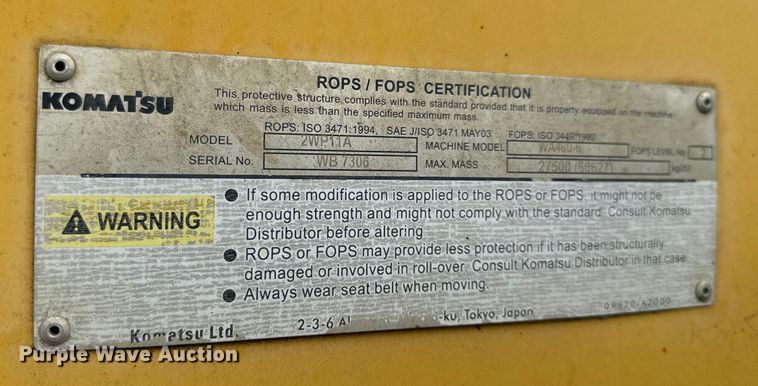 KOMATSU
ROPS / FOPS CERTIFICATION
This protective structure complies with the standard provided that it is property equipped on the machine
which mass is less than the specified maximum mass.
ROPS: ISO 3471:1994, SAE J/ISO 3471 MAY03 FOPS: ISO 3449:1992
MODEL 2WP11A MACHINE MODEL WA480-6 FOPS LEVEL No. 2
SERIAL No. WB 7306 MAX. MASS 27500 (60627) kg(lb)
WARNING
● If some modification is applied to the ROPS or FOPS, it might not be
enough strength and might not comply with the standard. Consult Komatsu
Distributor before altering
● ROPS or FOPS may provide less protection if it has been structurally
damaged or involved in roll-over. Consult Komatsu Distributor in that case.
● Always wear seat belt when moving.
Komatsu Ltd. 2-3-6 -ku, Tokyo, Japan 09620-A2000
Purple Wave Auction